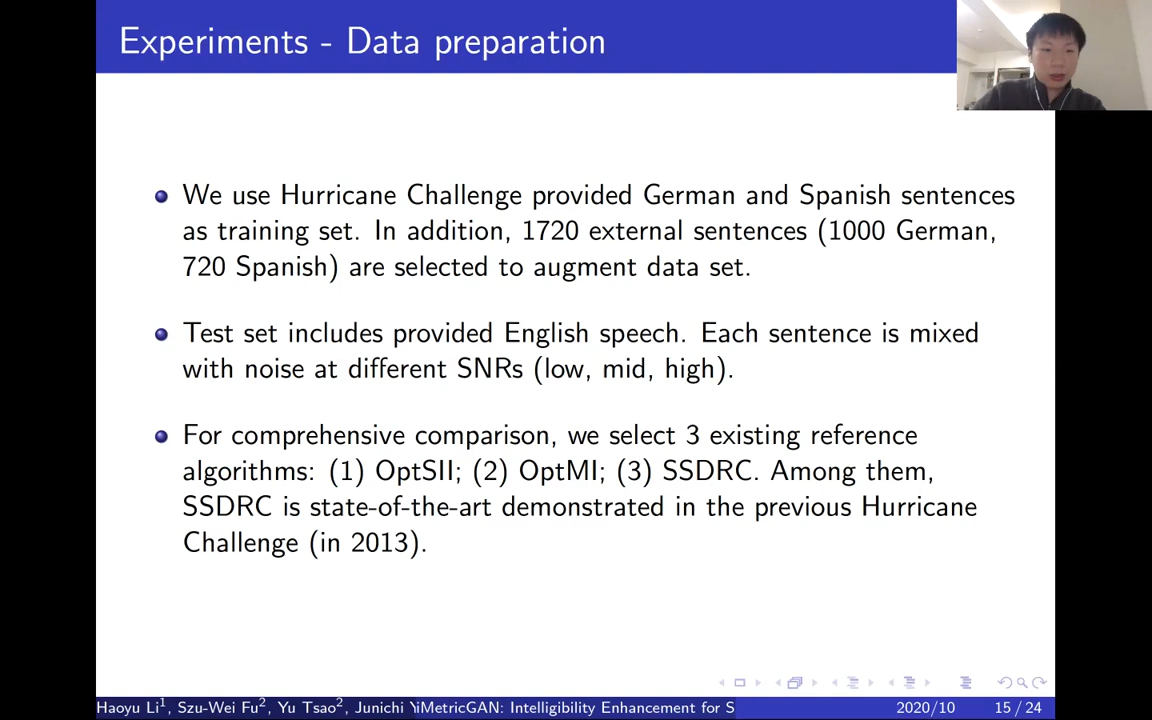 Experiments - Data preparation
We use Hurricane Challenge provided German and Spanish sentences
as training set. In addition, 1720 external sentences (1000 German,
720 Spanish) are selected to augment data set.
Test set includes provided English speech. Each sentence is mixed
with noise at different SNRs (low, mid, high).
For comprehensive comparison, we select 3 existing reference
algorithms: (1) OptSII; (2) OptMI; (3) SSDRC. Among them,
SSDRC is state-of-the-art demonstrated in the previous Hurricane
Challenge (in 2013).
Haoyu Li¹, Szu-Wei Fu², Yu Tsao², Junichi iMetricGAN: Intelligibility Enhancement for S 2020/10 15 / 24